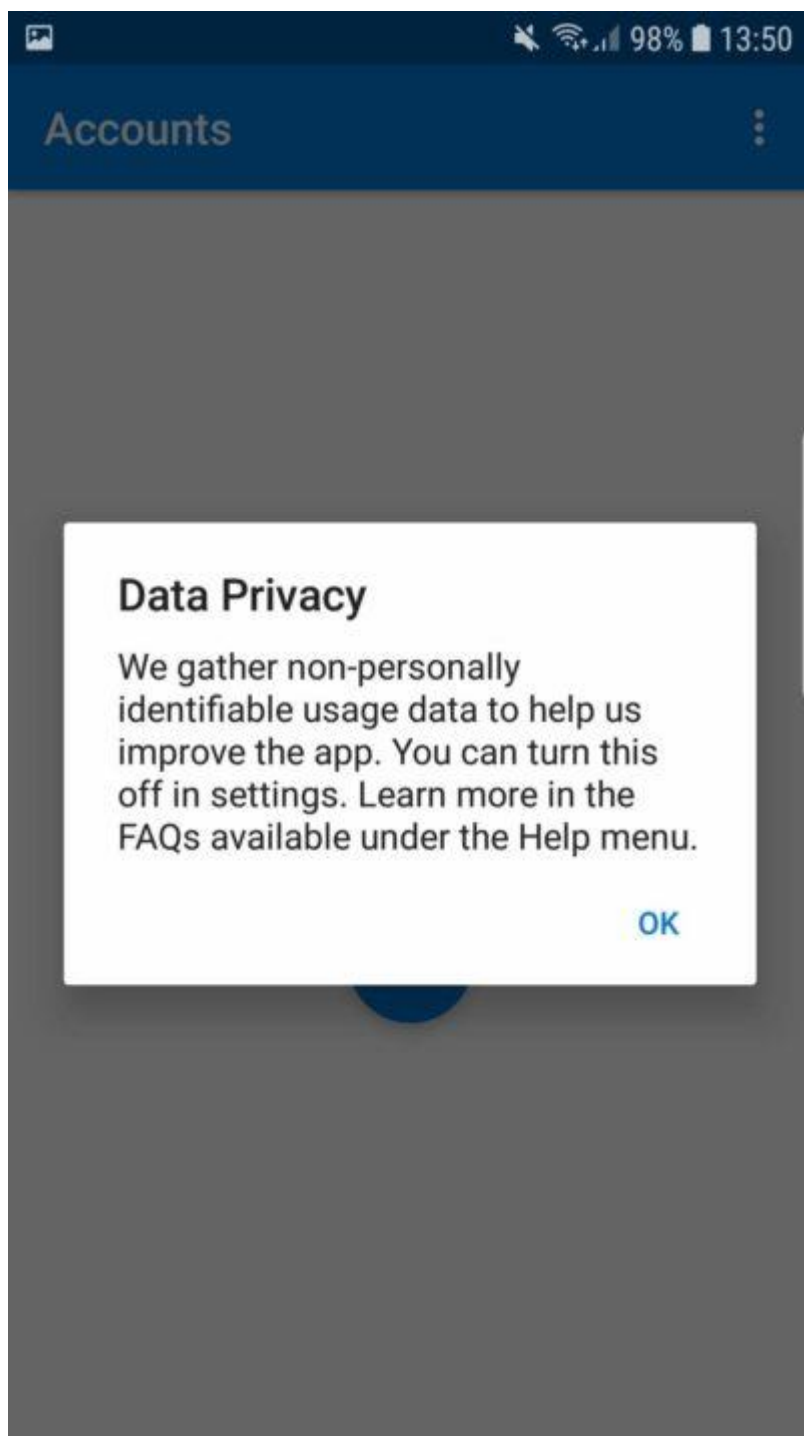 98% 13:50
Accounts
Data Privacy
We gather non-personally
identifiable usage data to help us
improve the app. You can turn this
off in settings. Learn more in the
FAQs available under the Help menu.
OK